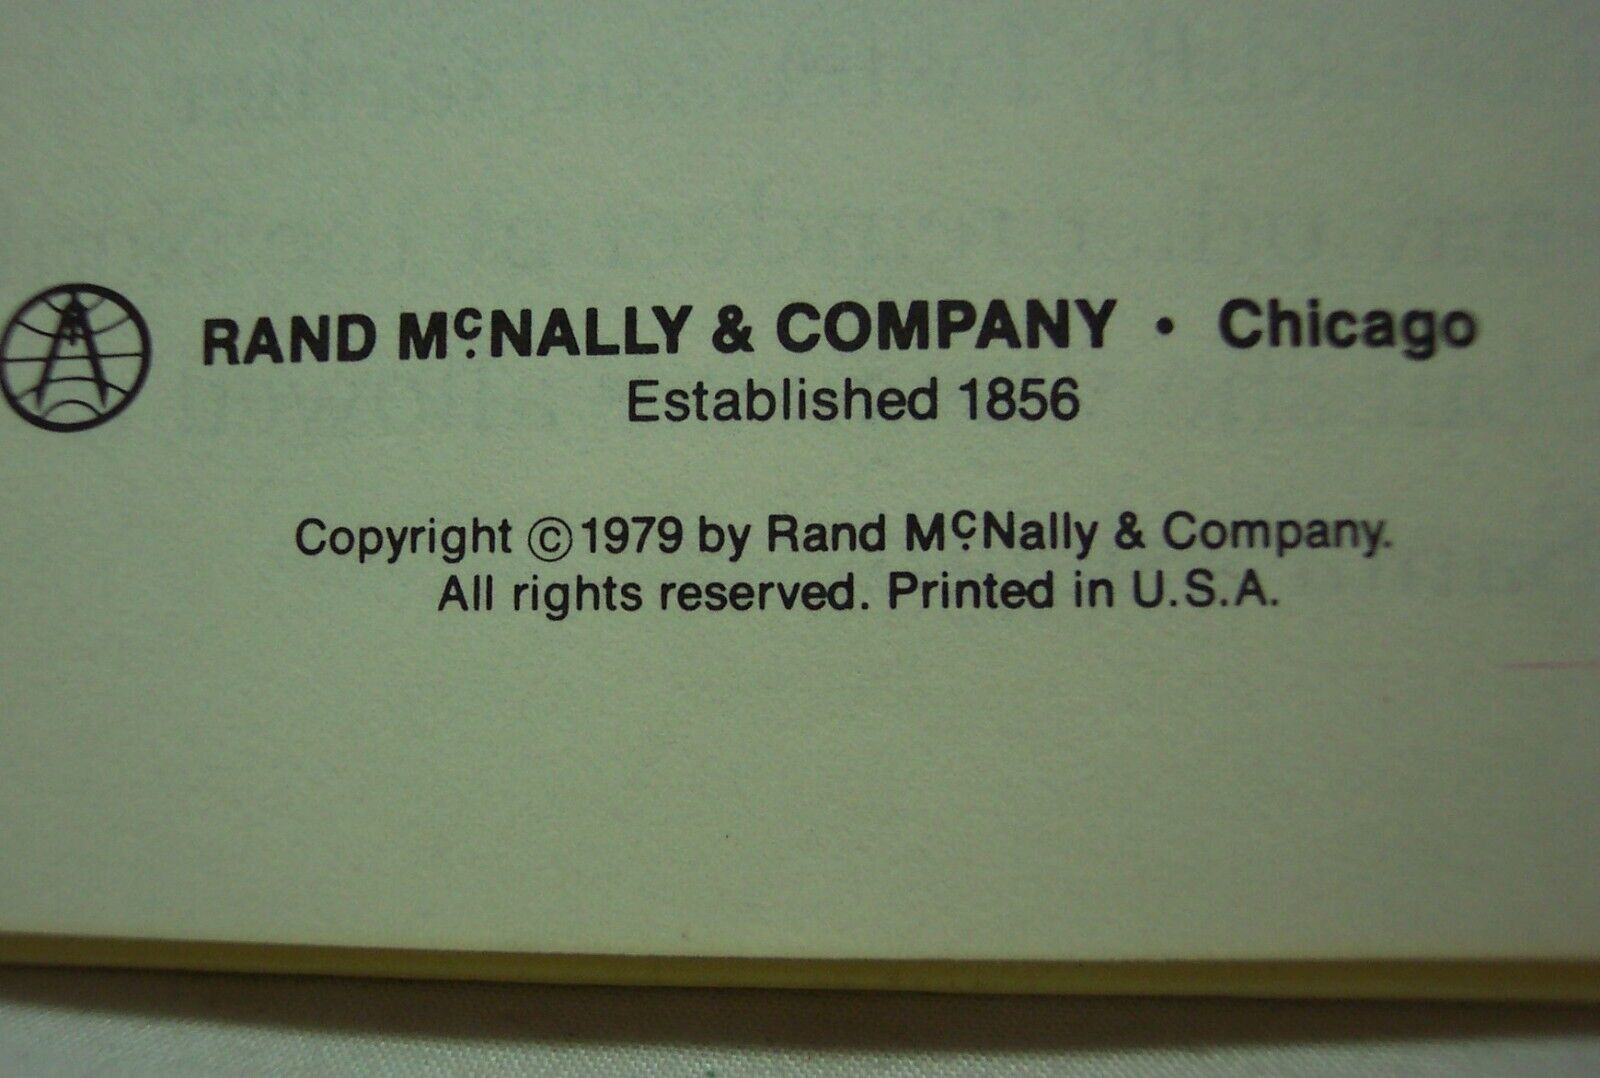 RAND McNALLY & COMPANY • Chicago
Established 1856
Copyright ©1979 by Rand McNally & Company.
All rights reserved. Printed in U.S.A.